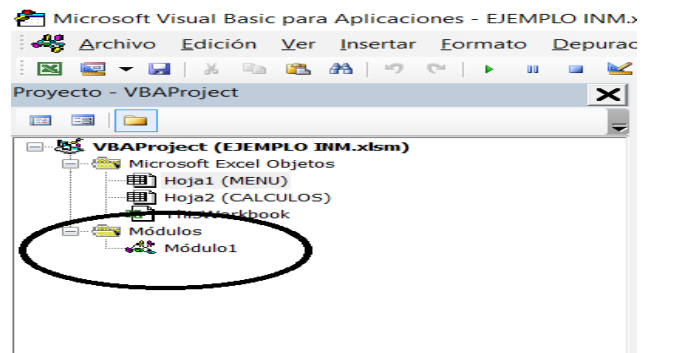 Microsoft Visual Basic para Aplicaciones - EJEMPLO INM.x
Archivo Edición Ver Insertar Formato Depurac
Proyecto - VBAProject
VBAProject (EJEMPLO INM.xlsm)
Microsoft Excel Objetos
Hoja1 (MENU)
Hoja2 (CALCULOS)
ThisWorkbook
Módulos
Módulo1